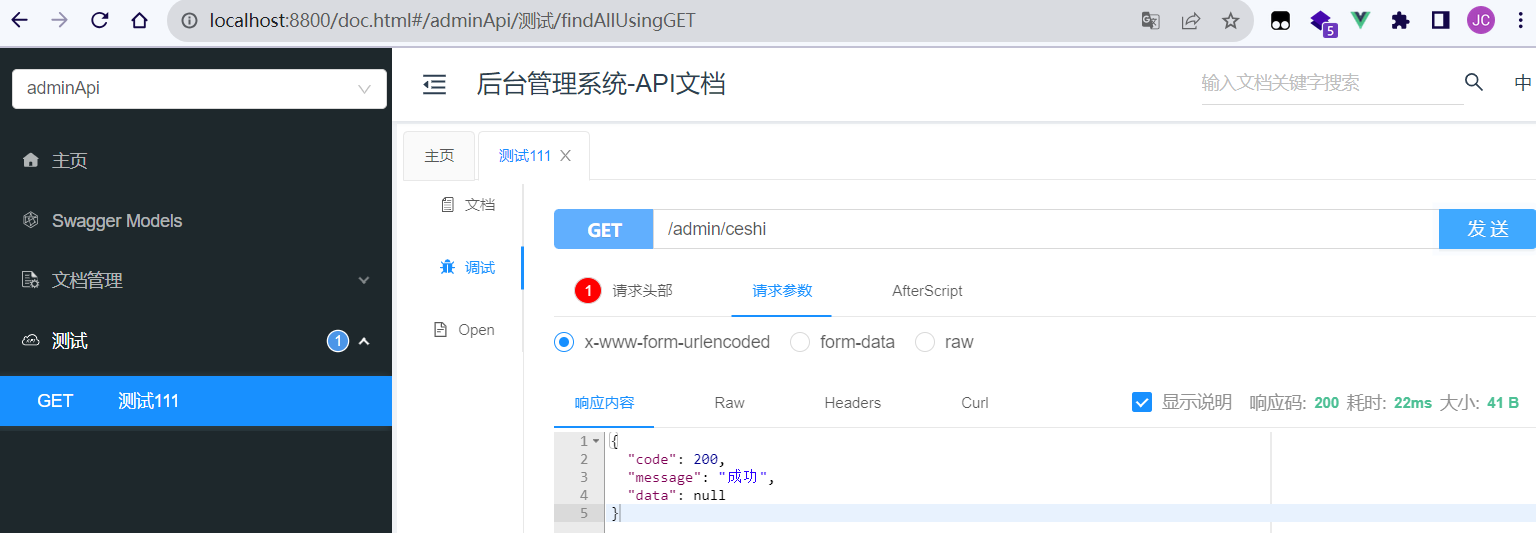 localhost:8800/doc.html#/adminApi/测试/findAllUsingGET
5
JC
adminApi
后台管理系统-API文档
输入文档关键字搜索
中
主页
Swagger Models
文档管理
测试
1
GET 测试111
主页
测试111
文档
调试
Open
GET
/admin/ceshi
发 送
1 请求头部
请求参数
AfterScript
x-www-form-urlencoded
form-data
raw
响应内容
Raw
Headers
Curl
显示说明
响应码: 200 耗时: 22ms 大小: 41 B
1 {
2 "code": 200,
3 "message": "成功",
4 "data": null
5 }